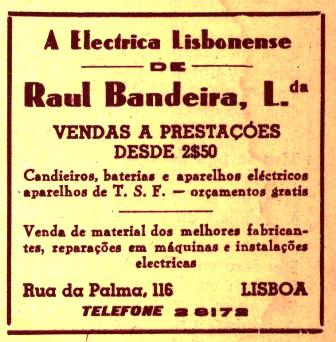 A Electrica Lisbonense
DE
Raul Bandeira, L.da
VENDAS A PRESTAÇÕES
DESDE 2$50
Candieiros, baterias e aparelhos eléctricos
aparelhos de T. S. F. — orçamentos gratis
Venda de material dos melhores fabrican-
tes, reparações em máquinas e instalações
electricas
Rua da Palma, 116 LISBOA
TELEFONE 2 8172